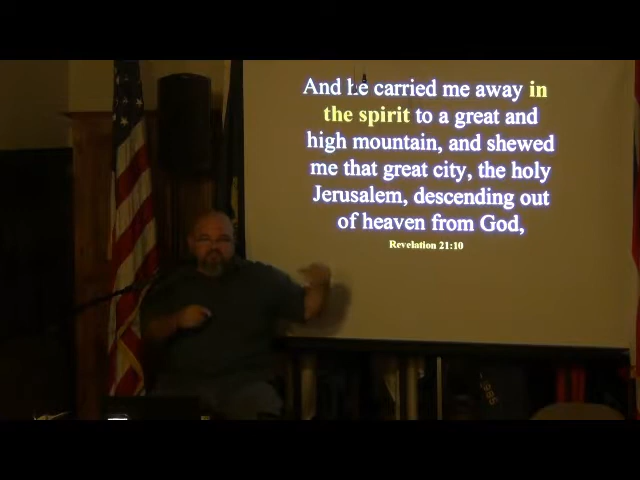 And he carried me away in
the spirit to a great and
high mountain, and shewed
me that great city, the holy
Jerusalem, descending out
of heaven from God,
Revelation 21:10